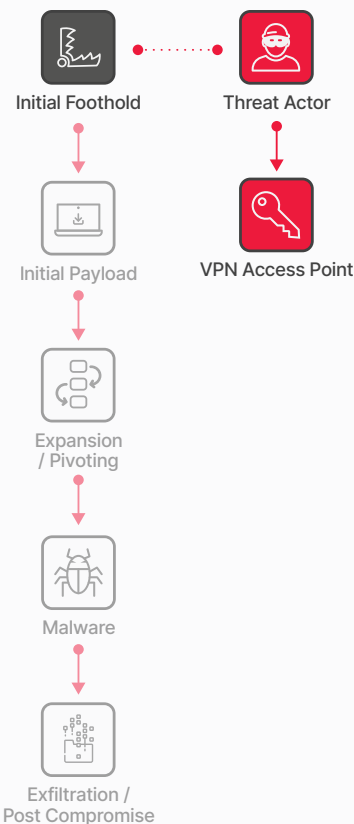 Initial Foothold
Threat Actor
Initial Payload
VPN Access Point
Expansion
/ Pivoting
Malware
Exfiltration /
Post Compromise